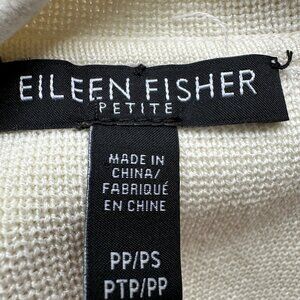 EILEEN FISHER
PETITE
MADE IN
CHINA/
FABRIQUÉ
EN CHINE
PP/PS
PTP/PP